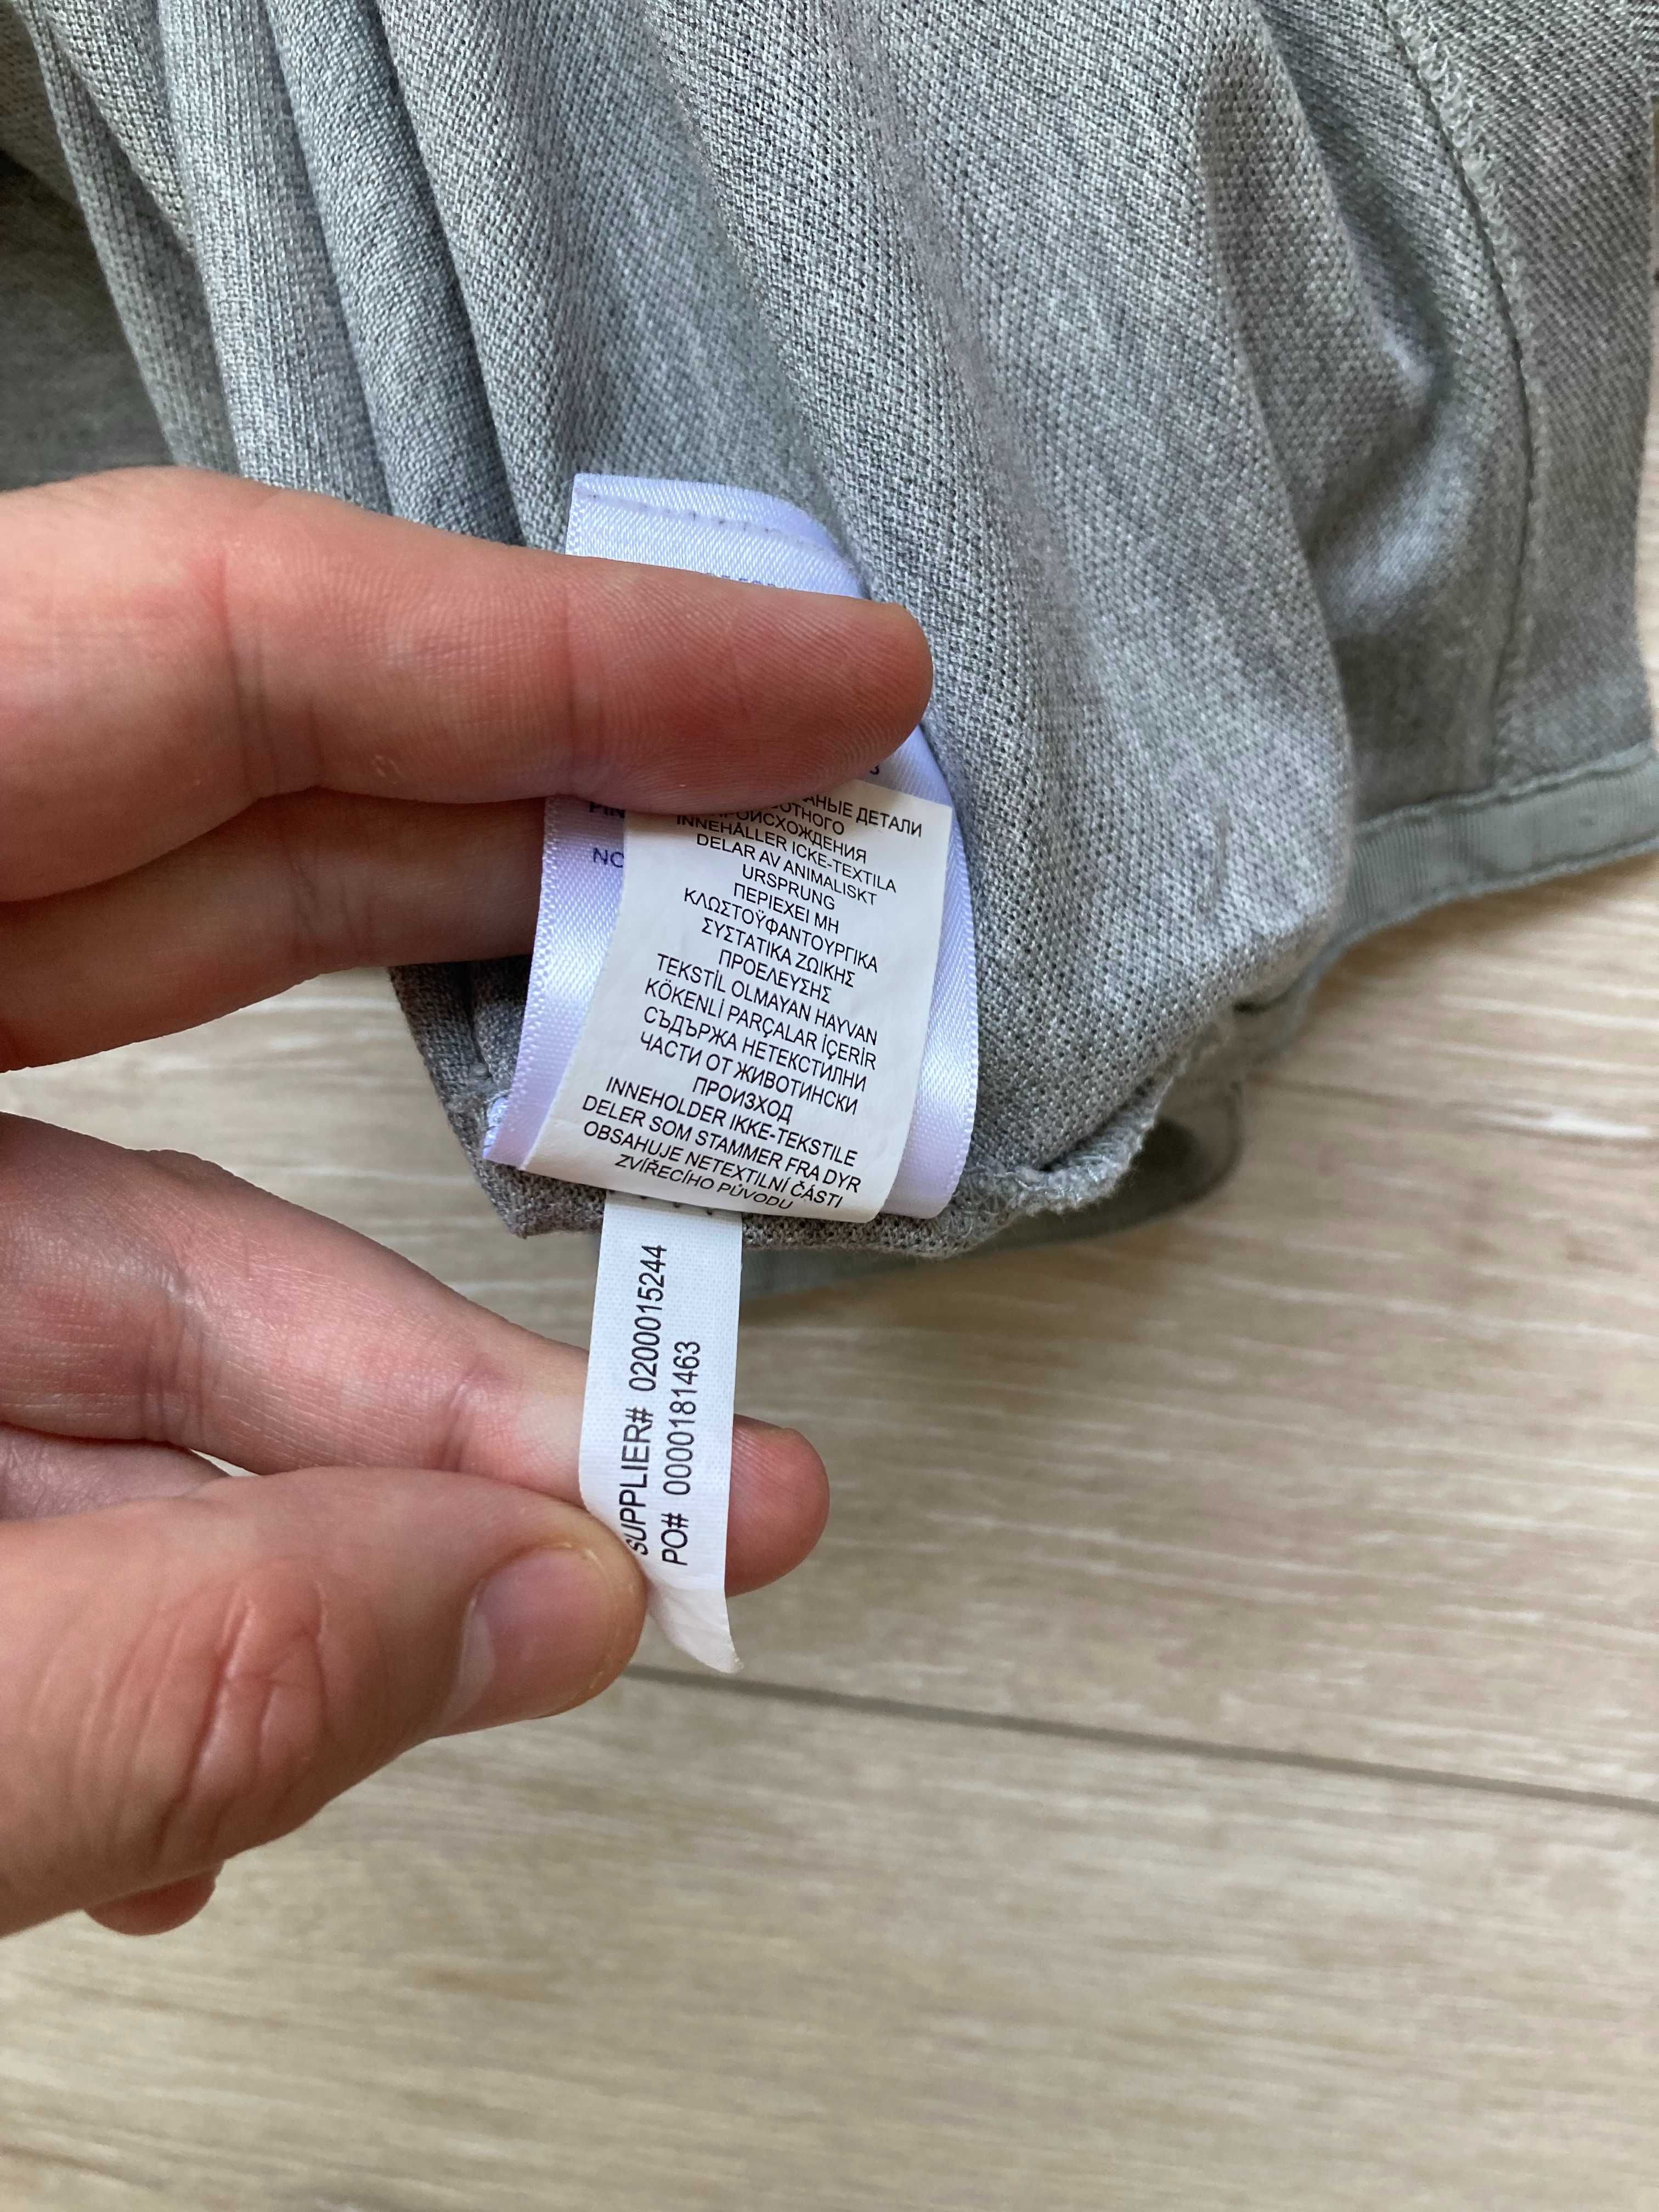 NO
ДЕТАЛИ
ПРОИСХОЖДЕНИЯ
INNEHÅLLER ICKE-TEXTILA
DELAR AV ANIMALISKT
URSPRUNG
ΠΕΡΙΕΧΕΙ ΜΗ
ΚΛΩΣΤΟΫΦΑΝΤΟΥΡΓΙΚΑ
ΣΥΣΤΑΤΙΚΑ ΖΩΙΚΗΣ
ΠΡΟΕΛΕΥΣΗΣ
TEKSTİL OLMAYAN HAYVAN
KÖKENLİ PARÇALAR İÇERİR
СЪДЪРЖА НЕТЕКСТИЛНИ
ЧАСТИ ОТ ЖИВОТИНСКИ
ПРОИЗХОД
INNEHOLDER IKKE-TEKSTILE
DELER SOM STAMMER FRA DYR
OBSAHUJE NETEXTILNÍ ČÁSTI
ZVÍŘECÍHO PŮVODU
SUPPLIER# 0200015244
PO# 0000181463